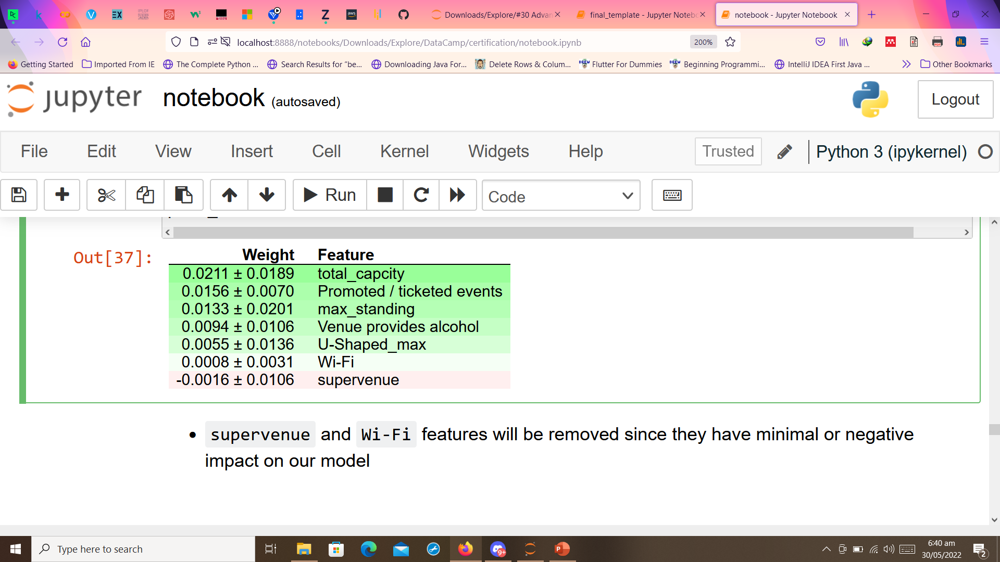 Downloads/Explore/#30 Advan
final_template - Jupyter Notebo
notebook - Jupyter Notebook
localhost:8888/notebooks/Downloads/Explore/DataCamp/certification/notebook.ipynb
200%
Getting Started
Imported From IE
The Complete Python ...
Search Results for “be...
Downloading Java For...
Delete Rows & Colum...
Flutter For Dummies
Beginning Programmi...
IntelliJ IDEA First Java ...
Other Bookmarks
jupyter
notebook (autosaved)
Logout
File Edit View Insert Cell Kernel Widgets Help
Trusted
Python 3 (ipykernel)
Run
Code
Out[37]:
Weight Feature
0.0211 ± 0.0189 total_capcity
0.0156 ± 0.0070 Promoted / ticketed events
0.0133 ± 0.0201 max_standing
0.0094 ± 0.0106 Venue provides alcohol
0.0055 ± 0.0136 U-Shaped_max
0.0008 ± 0.0031 Wi-Fi
-0.0016 ± 0.0106 supervenue
supervenue and Wi-Fi features will be removed since they have minimal or negative
impact on our model
Type here to search
9+
6:40 am
30/05/2022
2